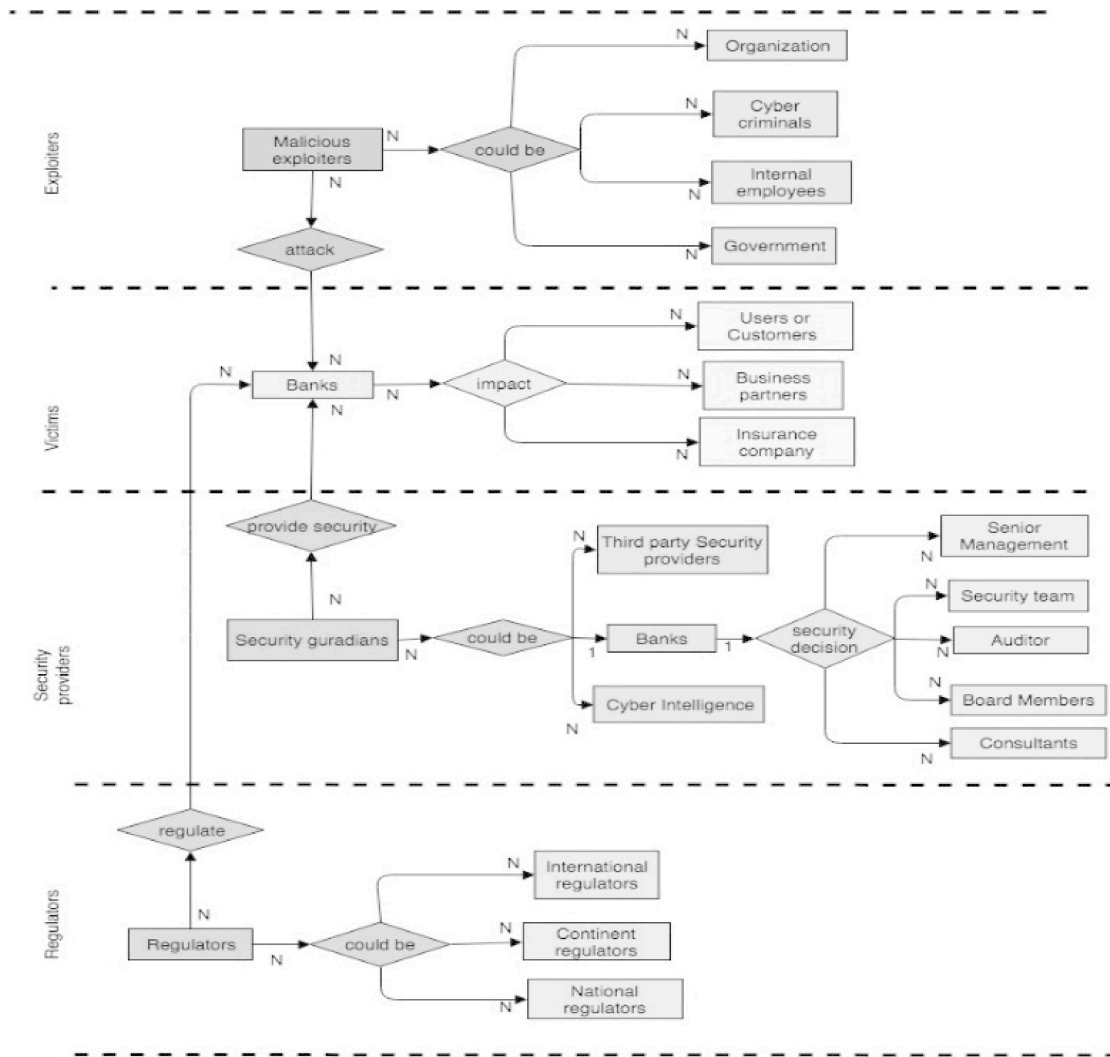 Exploiters
N
Organization
N
Cyber
criminals
Malicious
exploiters
N
could be
N
N
Internal
employees
attack
N
Government
Victims
N
Users or
Customers
N
N
Banks
N
N
impact
N
Business
partners
N
Insurance
company
Security
providers
provide security
N
Security guradians
N
could be
N
Third party Security
providers
1
Banks
1
N
Cyber Intelligence
security
decision
N
Senior
Management
N
Security team
N
Auditor
N
Board Members
N
Consultants
Regulators
regulate
N
Regulators
N
could be
N
International
regulators
N
Continent
regulators
N
National
regulators